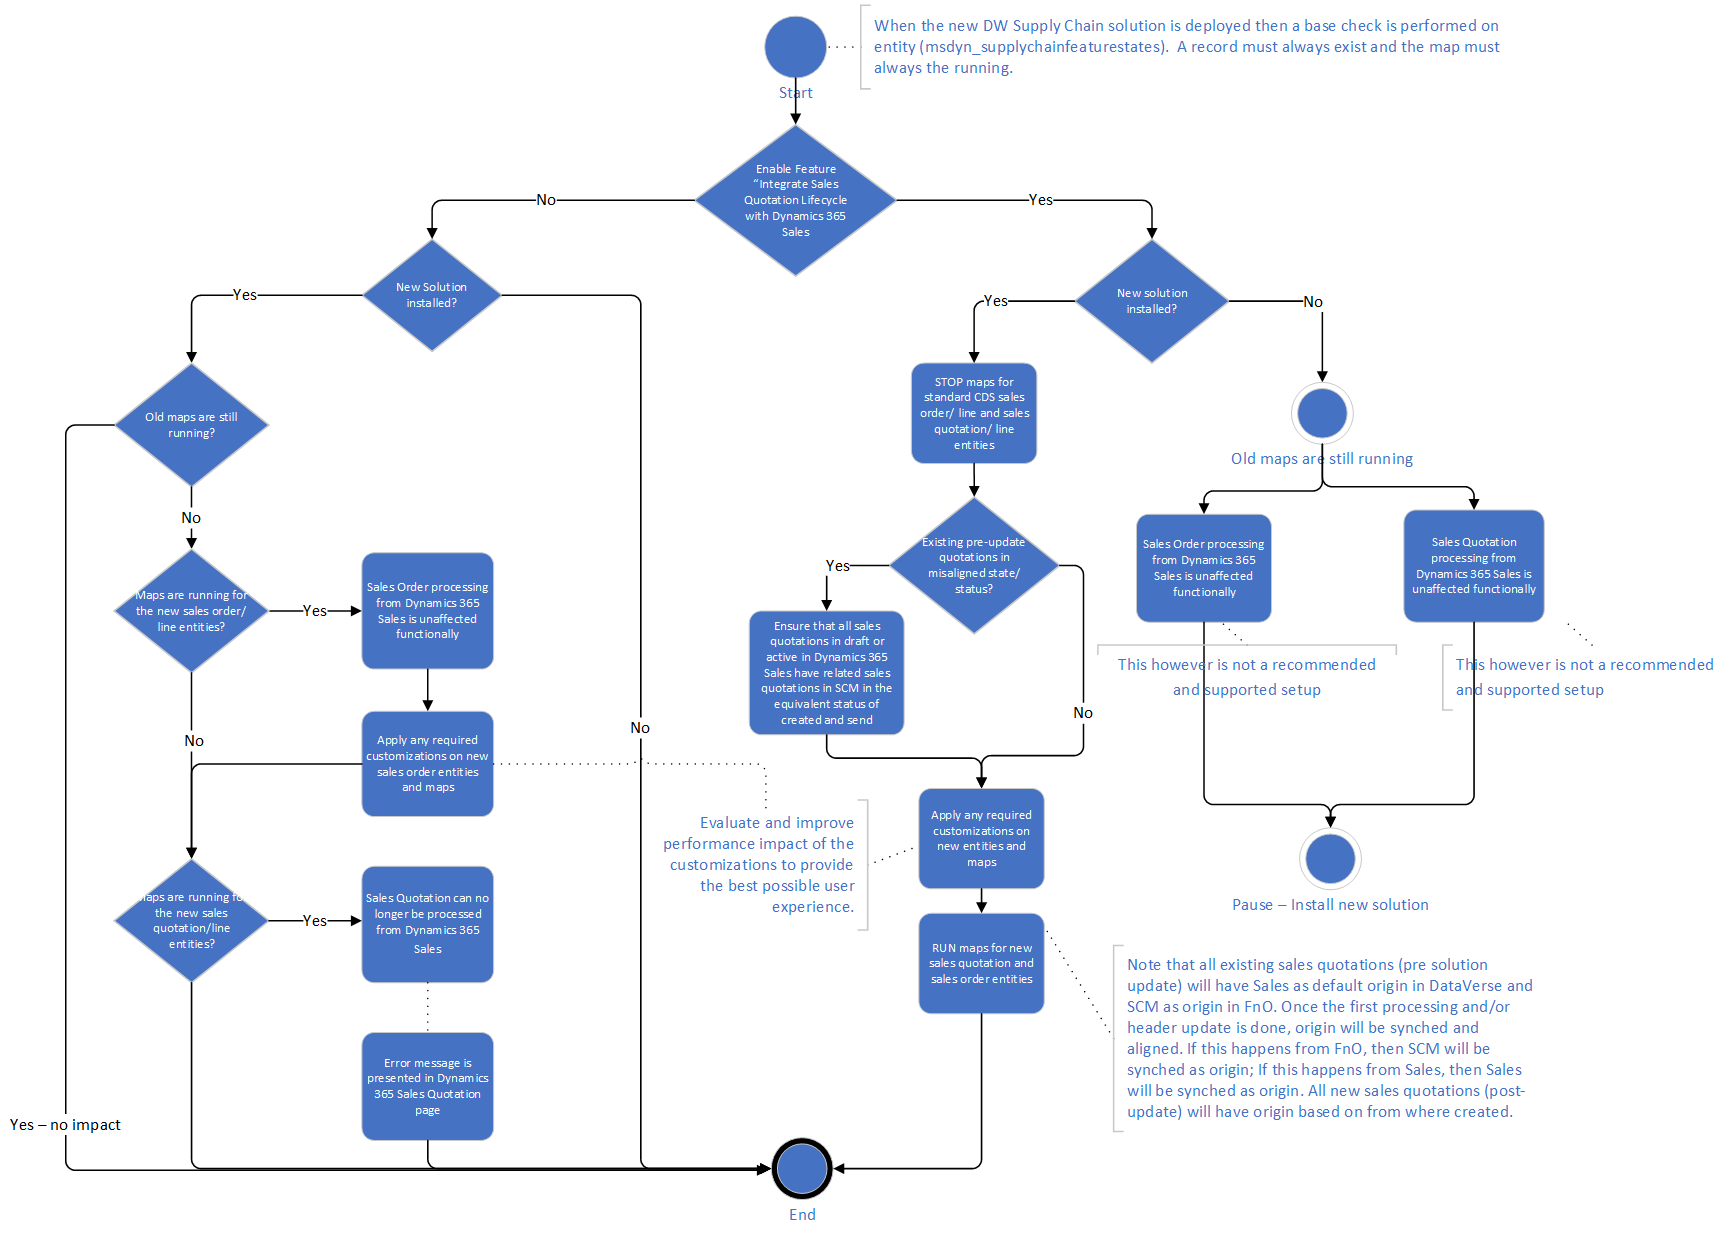 When the new DW Supply Chain solution is deployed then a base check is performed on
entity (msdyn_supplychainfeaturestates).  A record must always exist and the map must
always the running.
Start
Enable Feature
“Integrate Sales
Quotation Lifecycle
with Dynamics 365
Sales
No
Yes
New Solution
installed?
New solution
installed?
Yes
No
Yes
No
Old maps are still
running?
STOP maps for
standard CDS sales
order/ line and sales
quotation/ line
entities
Old maps are still running
No
Existing pre-update
quotations in
misaligned state/
status?
Sales Order processing
from Dynamics 365
Sales is unaffected
functionally
Sales Quotation
processing from
Dynamics 365 Sales is
unaffected functionally
Maps are running for
the new sales order/
line entities?
Yes
Sales Order processing
from Dynamics 365
Sales is unaffected
functionally
Yes
Ensure that all sales
quotations in draft or
active in Dynamics 365
Sales have related sales
quotations in SCM in the
equivalent status of
created and send
This however is not a recommended
and supported setup
This however is not a recommended
and supported setup
No
No
Apply any required
customizations on new
sales order entities
and maps
Evaluate and improve
performance impact of the
customizations to provide
the best possible user
experience.
Apply any required
customizations on
new entities and
maps
Maps are running for
the new sales
quotation/line
entities?
Yes
Sales Quotation can no
longer be processed
from Dynamics 365
Sales
Pause – Install new solution
RUN maps for new
sales quotation and
sales order entities
Note that all existing sales quotations (pre solution
update) will have Sales as default origin in DataVerse and
SCM as origin in FnO. Once the first processing and/or
header update is done, origin will be synched and
aligned. If this happens from FnO, then SCM will be
synched as origin; If this happens from Sales, then Sales
will be synched as origin. All new sales quotations (post-
update) will have origin based on from where created.
Error message is
presented in Dynamics
365 Sales Quotation
page
Yes – no impact
End